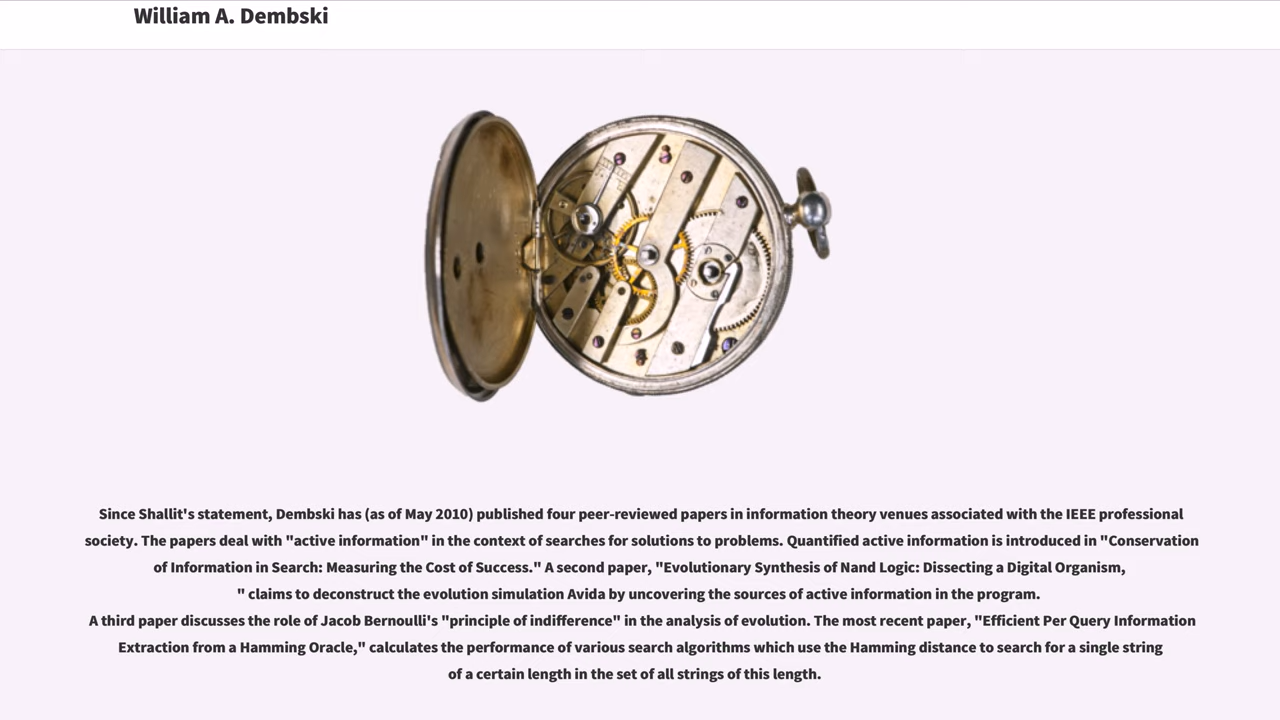 William A. Dembski
Since Shallit's statement, Dembski has (as of May 2010) published four peer-reviewed papers in information theory venues associated with the IEEE professional
society. The papers deal with "active information" in the context of searches for solutions to problems. Quantified active information is introduced in "Conservation
of Information in Search: Measuring the Cost of Success." A second paper, "Evolutionary Synthesis of Nand Logic: Dissecting a Digital Organism,
" claims to deconstruct the evolution simulation Avida by uncovering the sources of active information in the program.
A third paper discusses the role of Jacob Bernoulli's "principle of indifference" in the analysis of evolution. The most recent paper, "Efficient Per Query Information
Extraction from a Hamming Oracle," calculates the performance of various search algorithms which use the Hamming distance to search for a single string
of a certain length in the set of all strings of this length.